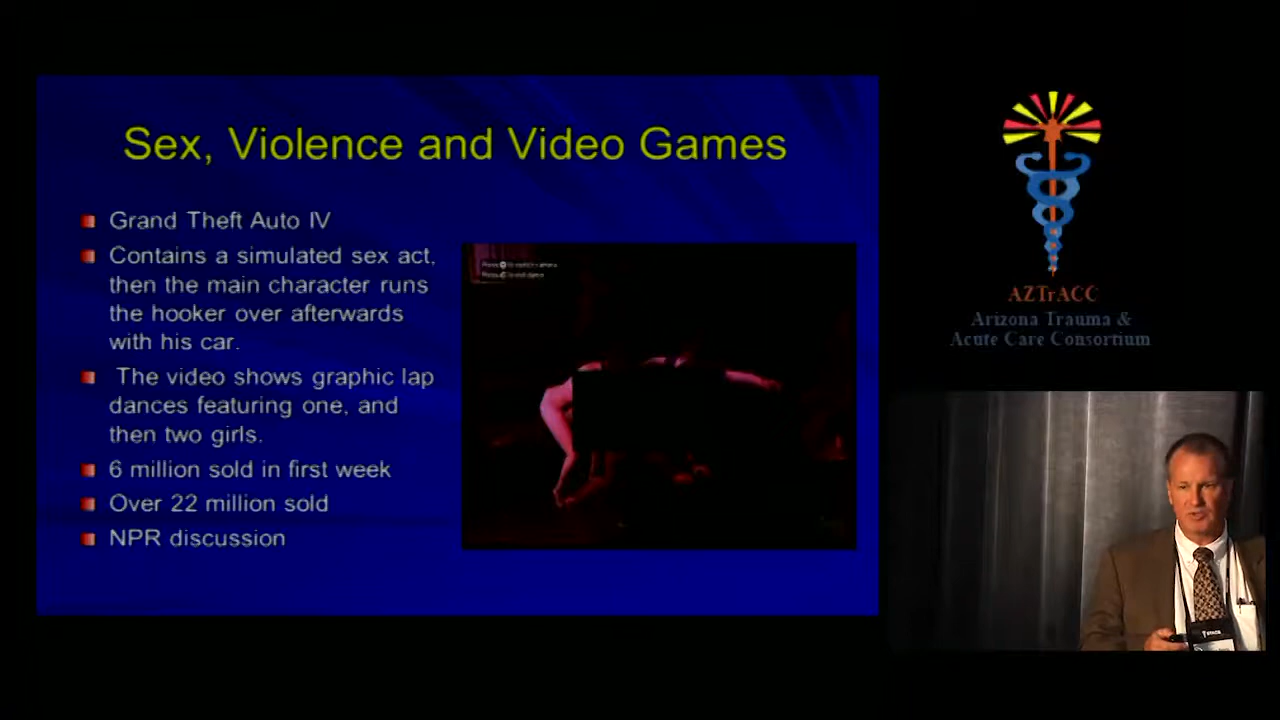 Sex, Violence and Video Games
Grand Theft Auto IV
Contains a simulated sex act,
then the main character runs
the hooker over afterwards
with his car.
The video shows graphic lap
dances featuring one, and
then two girls.
6 million sold in first week
Over 22 million sold
NPR discussion
AZTrACC
Arizona Trauma &
Acute Care Consortium